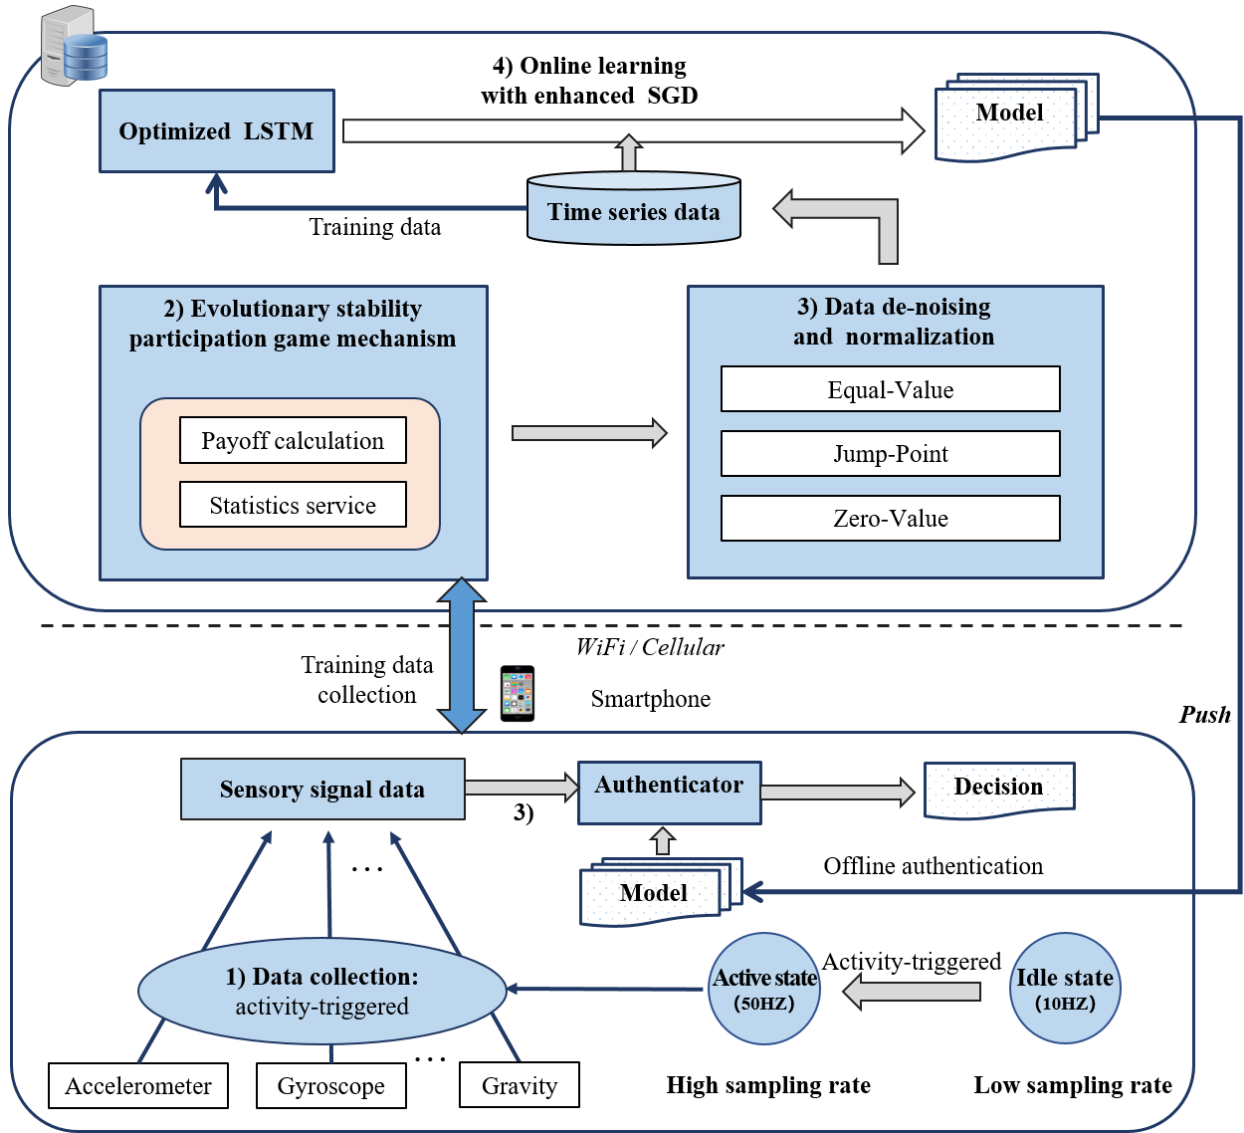 4) Online learning
with enhanced SGD
Optimized LSTM
Model
Time series data
Training data
2) Evolutionary stability
participation game mechanism
Payoff calculation
Statistics service
3) Data de-noising
and normalization
Equal-Value
Jump-Point
Zero-Value
WiFi / Cellular
Training data
collection
Smartphone
Push
Sensory signal data
3)
Authenticator
Decision
Offline authentication
Model
...
1) Data collection:
activity-triggered
Active state
(50HZ)
Activity-triggered
Idle state
(10HZ)
...
Accelerometer
Gyroscope
Gravity
High sampling rate
Low sampling rate